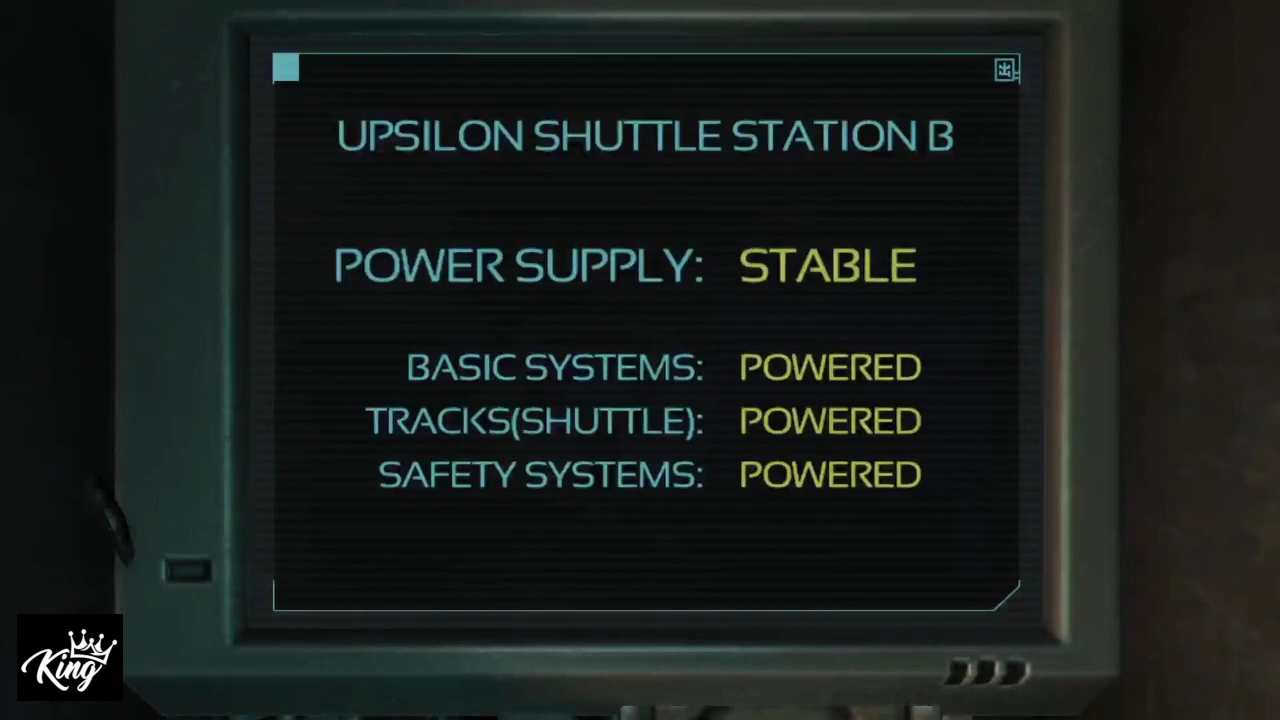 UPSILON SHUTTLE STATION B
POWER SUPPLY: STABLE
BASIC SYSTEMS: POWERED
TRACKS(SHUTTLE): POWERED
SAFETY SYSTEMS: POWERED
King